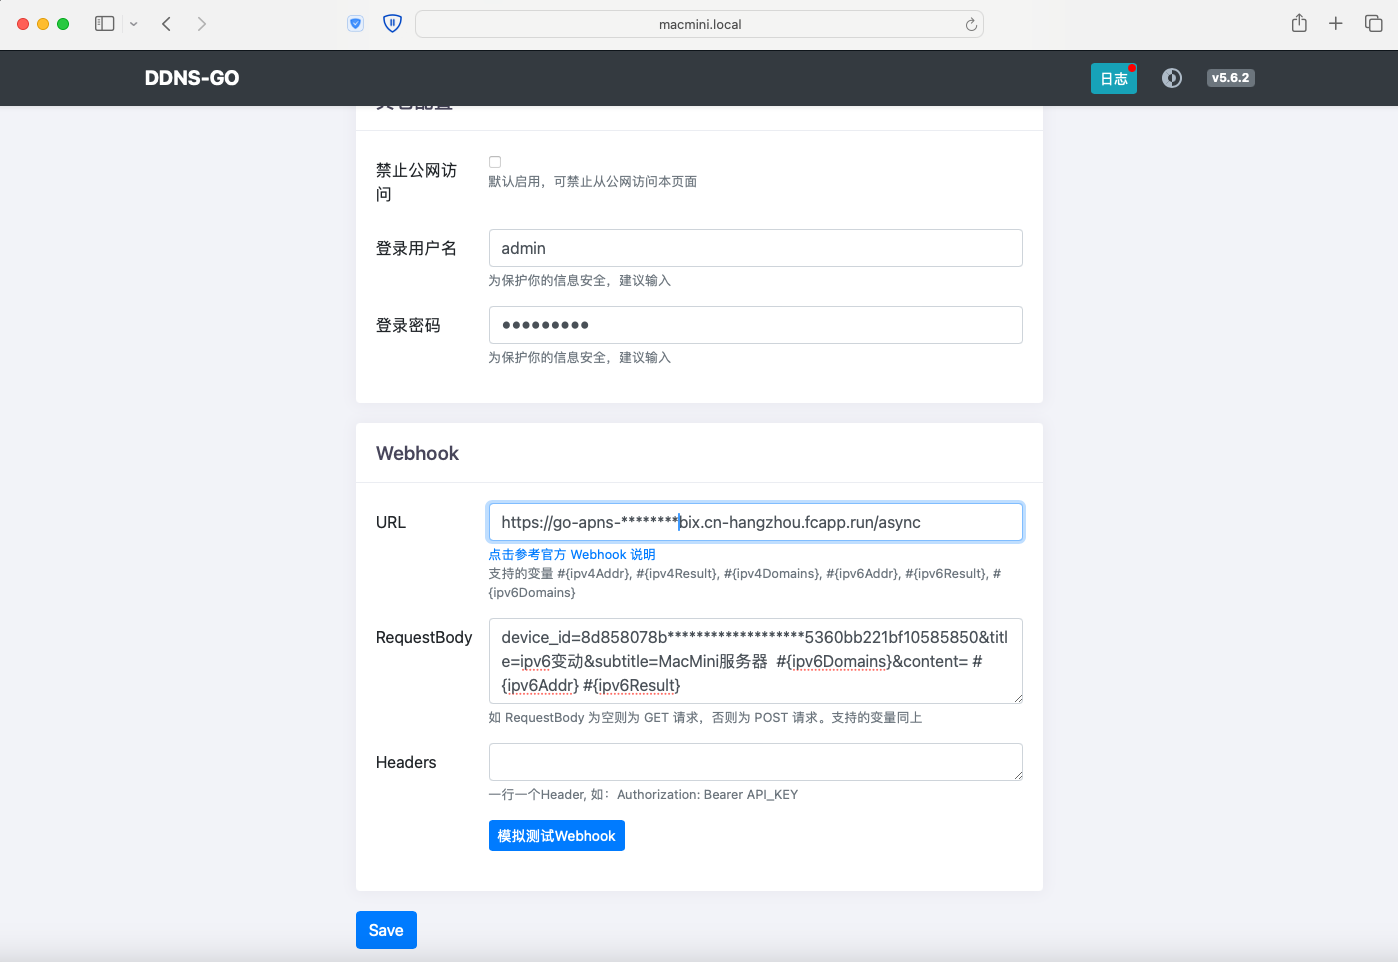 macmini.local
DDNS-GO
日志
v5.6.2
其它配置
禁止公网访
问
默认启用，可禁止从公网访问本页面
登录用户名
admin
为保护你的信息安全，建议输入
登录密码
●●●●●●●●●
为保护你的信息安全，建议输入
Webhook
URL
https://go-apns-********bix.cn-hangzhou.fcapp.run/async
点击参考官方 Webhook 说明
支持的变量 #{ipv4Addr}, #{ipv4Result}, #{ipv4Domains}, #{ipv6Addr}, #{ipv6Result}, #
{ipv6Domains}
RequestBody
device_id=8d858078b*******************5360bb221bf10585850&titl
e=ipv6变动&subtitle=MacMini服务器  #{ipv6Domains}&content= #
{ipv6Addr} #{ipv6Result}
如 RequestBody 为空则为 GET 请求，否则为 POST 请求。支持的变量同上
Headers
一行一个Header, 如：Authorization: Bearer API_KEY
模拟测试Webhook
Save